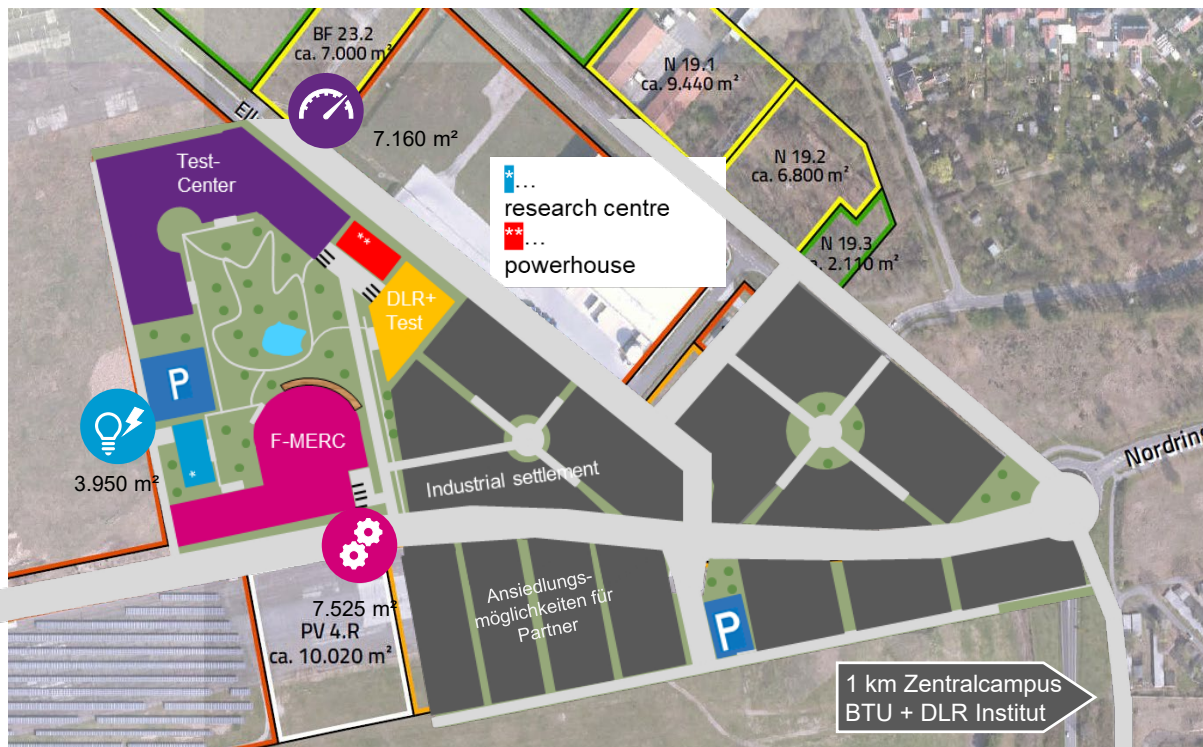 BF 23.2
ca. 7.000 m²
N 19.1
ca. 9.440 m²
7.160 m²
Test-
Center
N 19.2
ca. 6.800 m²
*...
research centre
**...
powerhouse
**
N 19.3
2.110 m²
DLR+
Test
P
F-MERC
Nordring
*
3.950 m²
Industrial settlement
Ansiedlungs-
möglichkeiten für
Partner
7.525 m²
PV 4.R
ca. 10.020 m²
P
1 km Zentralcampus
BTU + DLR Institut